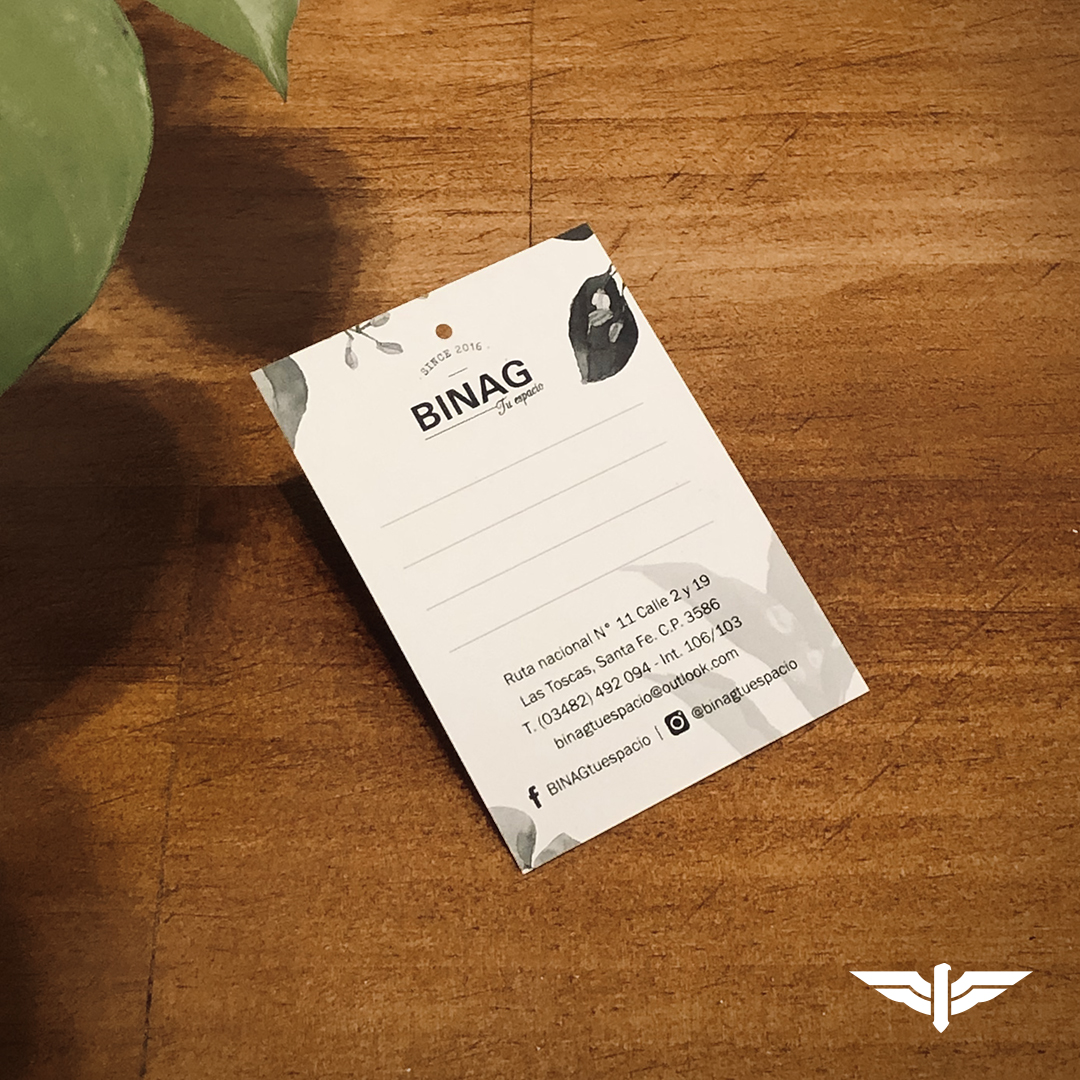 SINCE 2016
BINAG
Tu espacio
Ruta nacional N° 11 Calle 2 y 19
Las Toscas, Santa Fe. C.P. 3586
T. (03482) 492 094 - Int. 106/103
binagtuespacio@outlook.com
BINAGtuespacio | @binagtuespacio